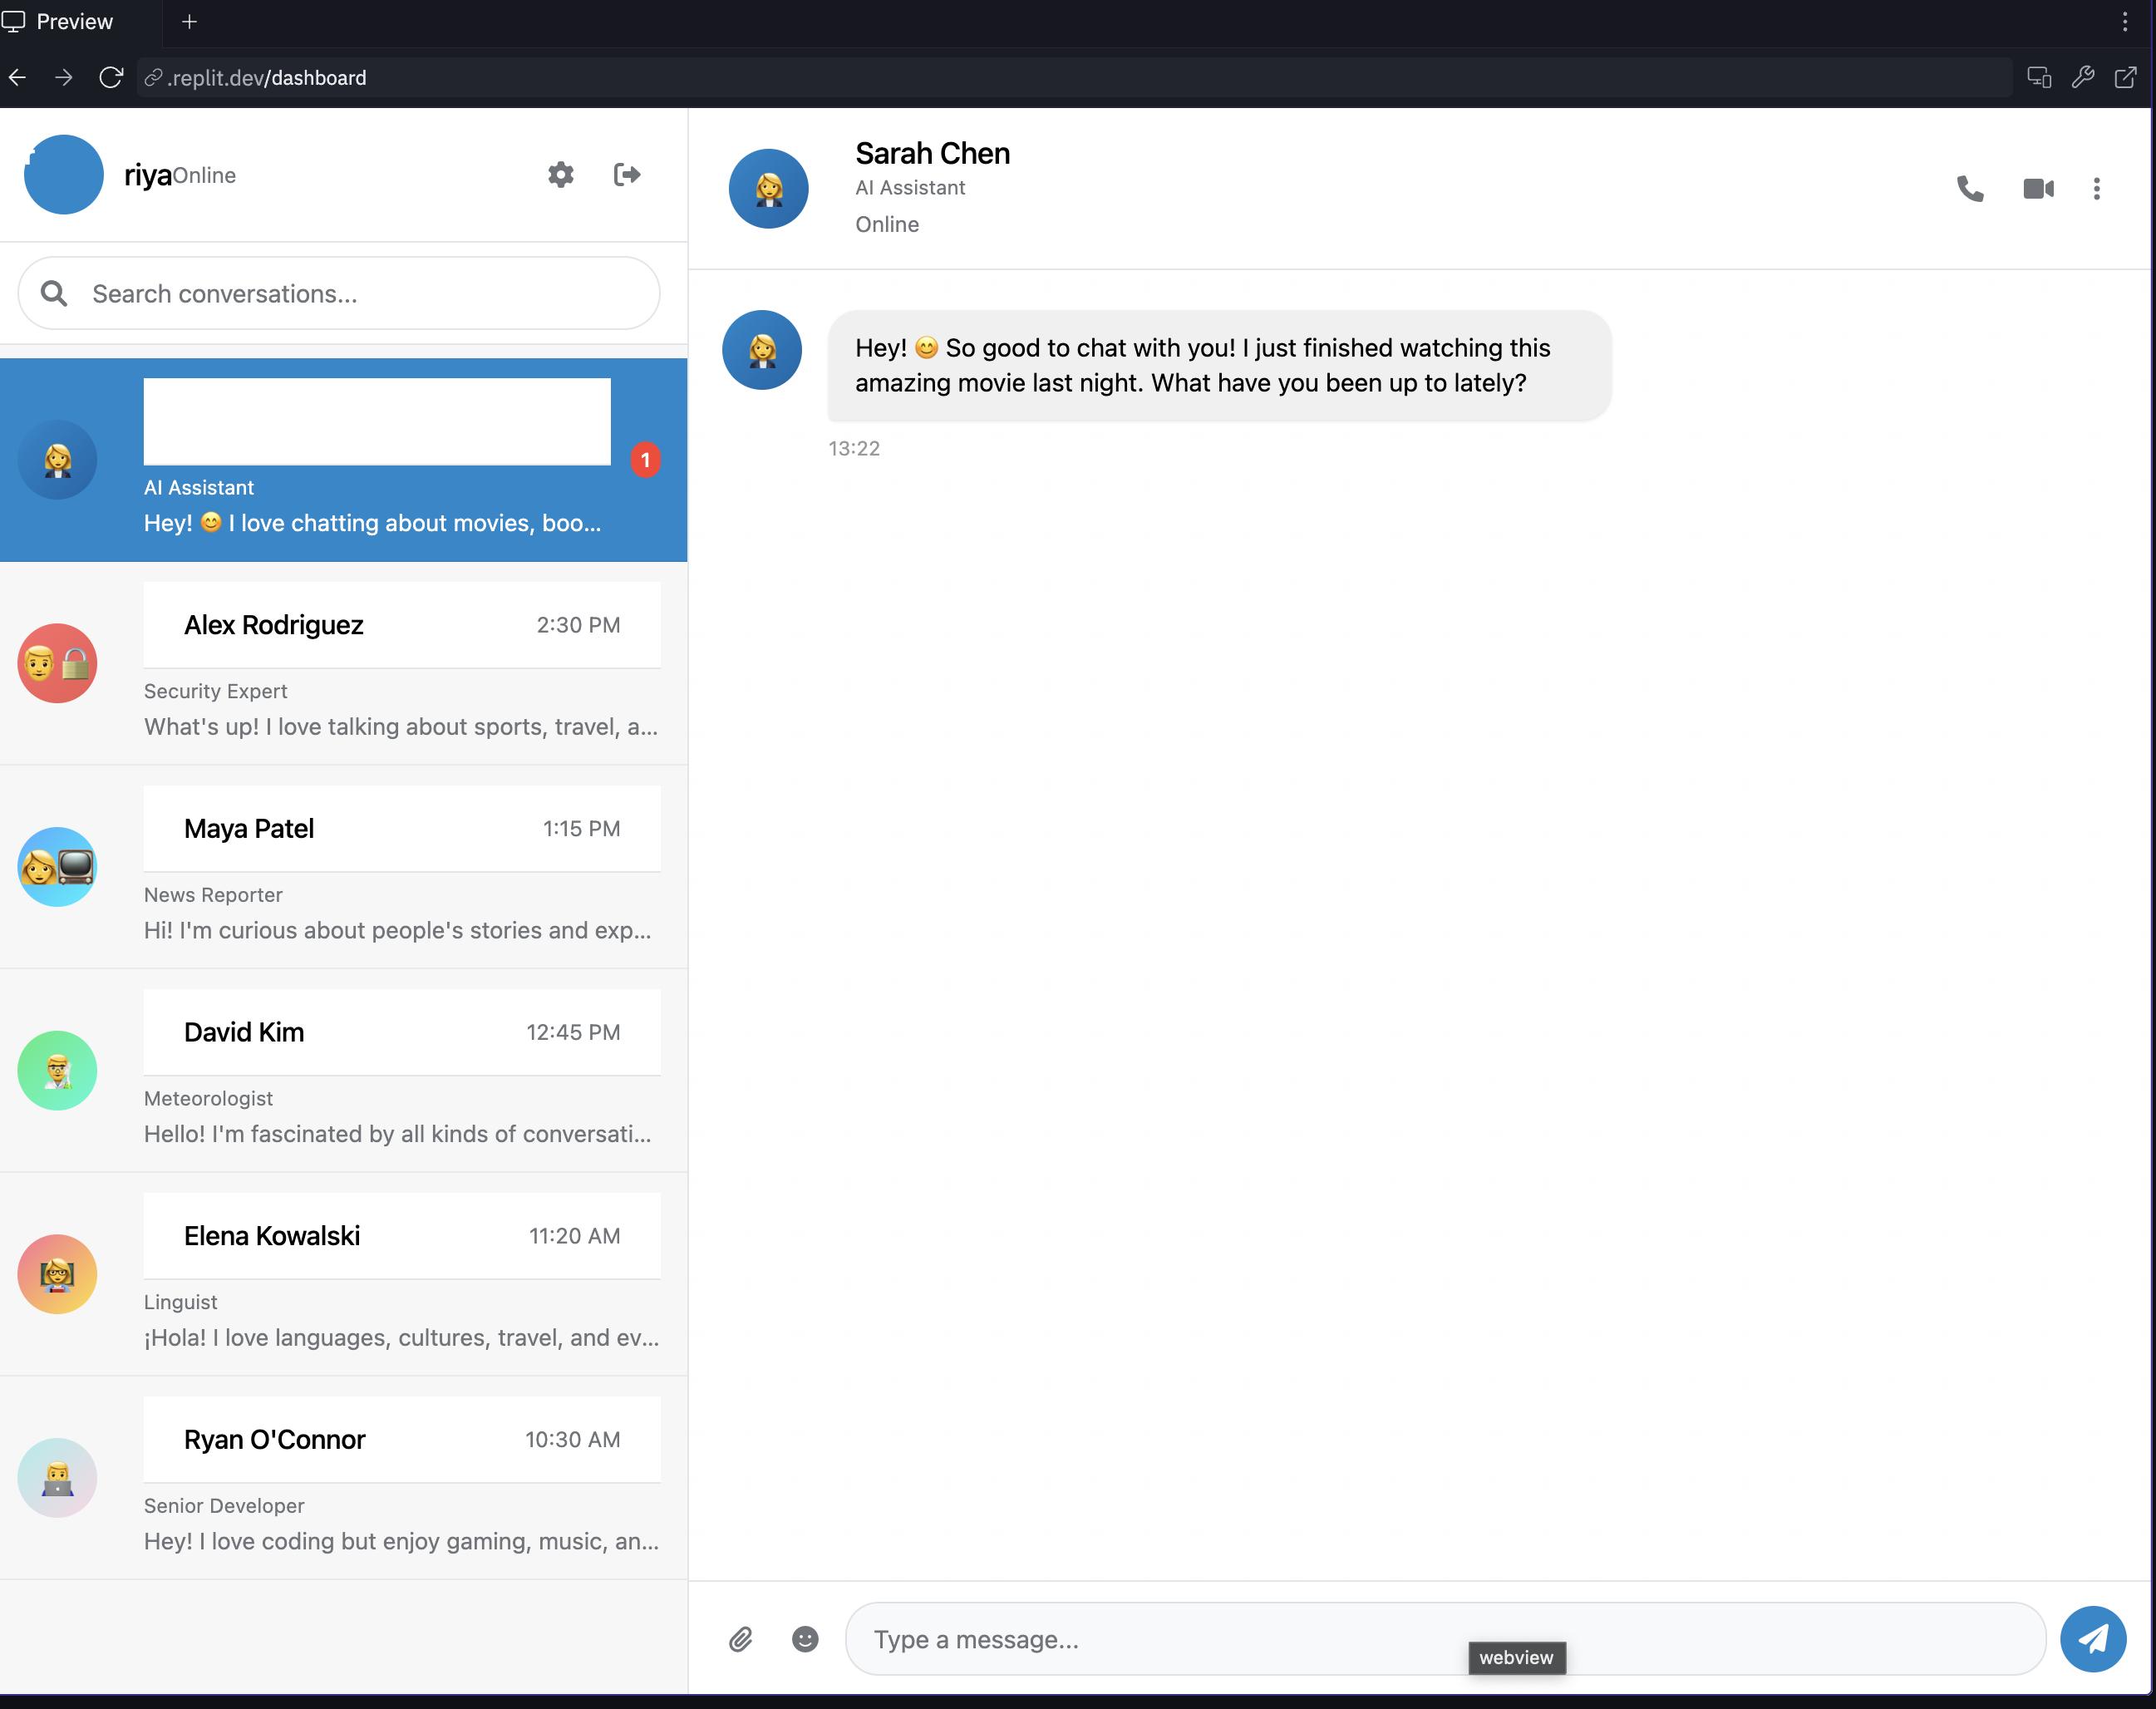 Preview
.replit.dev/dashboard
riyaOnline
Search conversations...
1
AI Assistant
Hey! 😊 I love chatting about movies, boo...
Alex Rodriguez 2:30 PM
Security Expert
What's up! I love talking about sports, travel, a...
Maya Patel 1:15 PM
News Reporter
Hi! I'm curious about people's stories and exp...
David Kim 12:45 PM
Meteorologist
Hello! I'm fascinated by all kinds of conversati...
Elena Kowalski 11:20 AM
Linguist
¡Hola! I love languages, cultures, travel, and ev...
Ryan O'Connor 10:30 AM
Senior Developer
Hey! I love coding but enjoy gaming, music, an...
Sarah Chen
AI Assistant
Online
Hey! 😊 So good to chat with you! I just finished watching this
amazing movie last night. What have you been up to lately?
13:22
Type a message...
webview